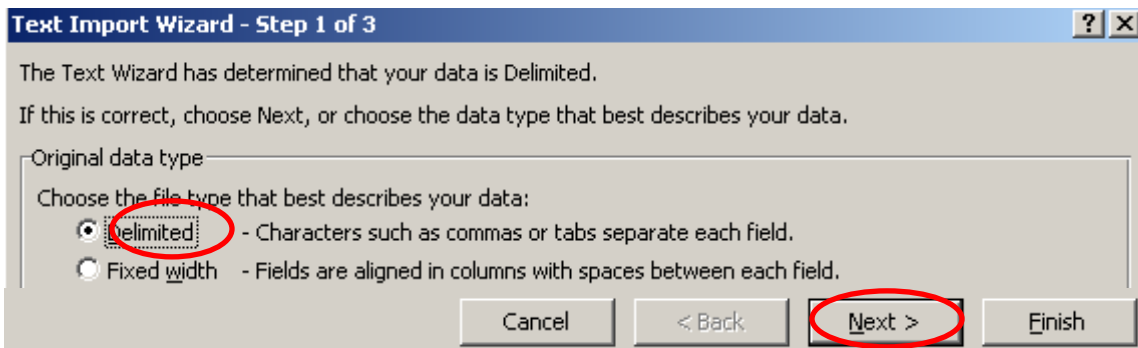 Text Import Wizard - Step 1 of 3 ? X
The Text Wizard has determined that your data is Delimited.
If this is correct, choose Next, or choose the data type that best describes your data.
Original data type
Choose the file type that best describes your data:
Delimited - Characters such as commas or tabs separate each field.
Fixed width - Fields are aligned in columns with spaces between each field.
Cancel < Back Next > Finish